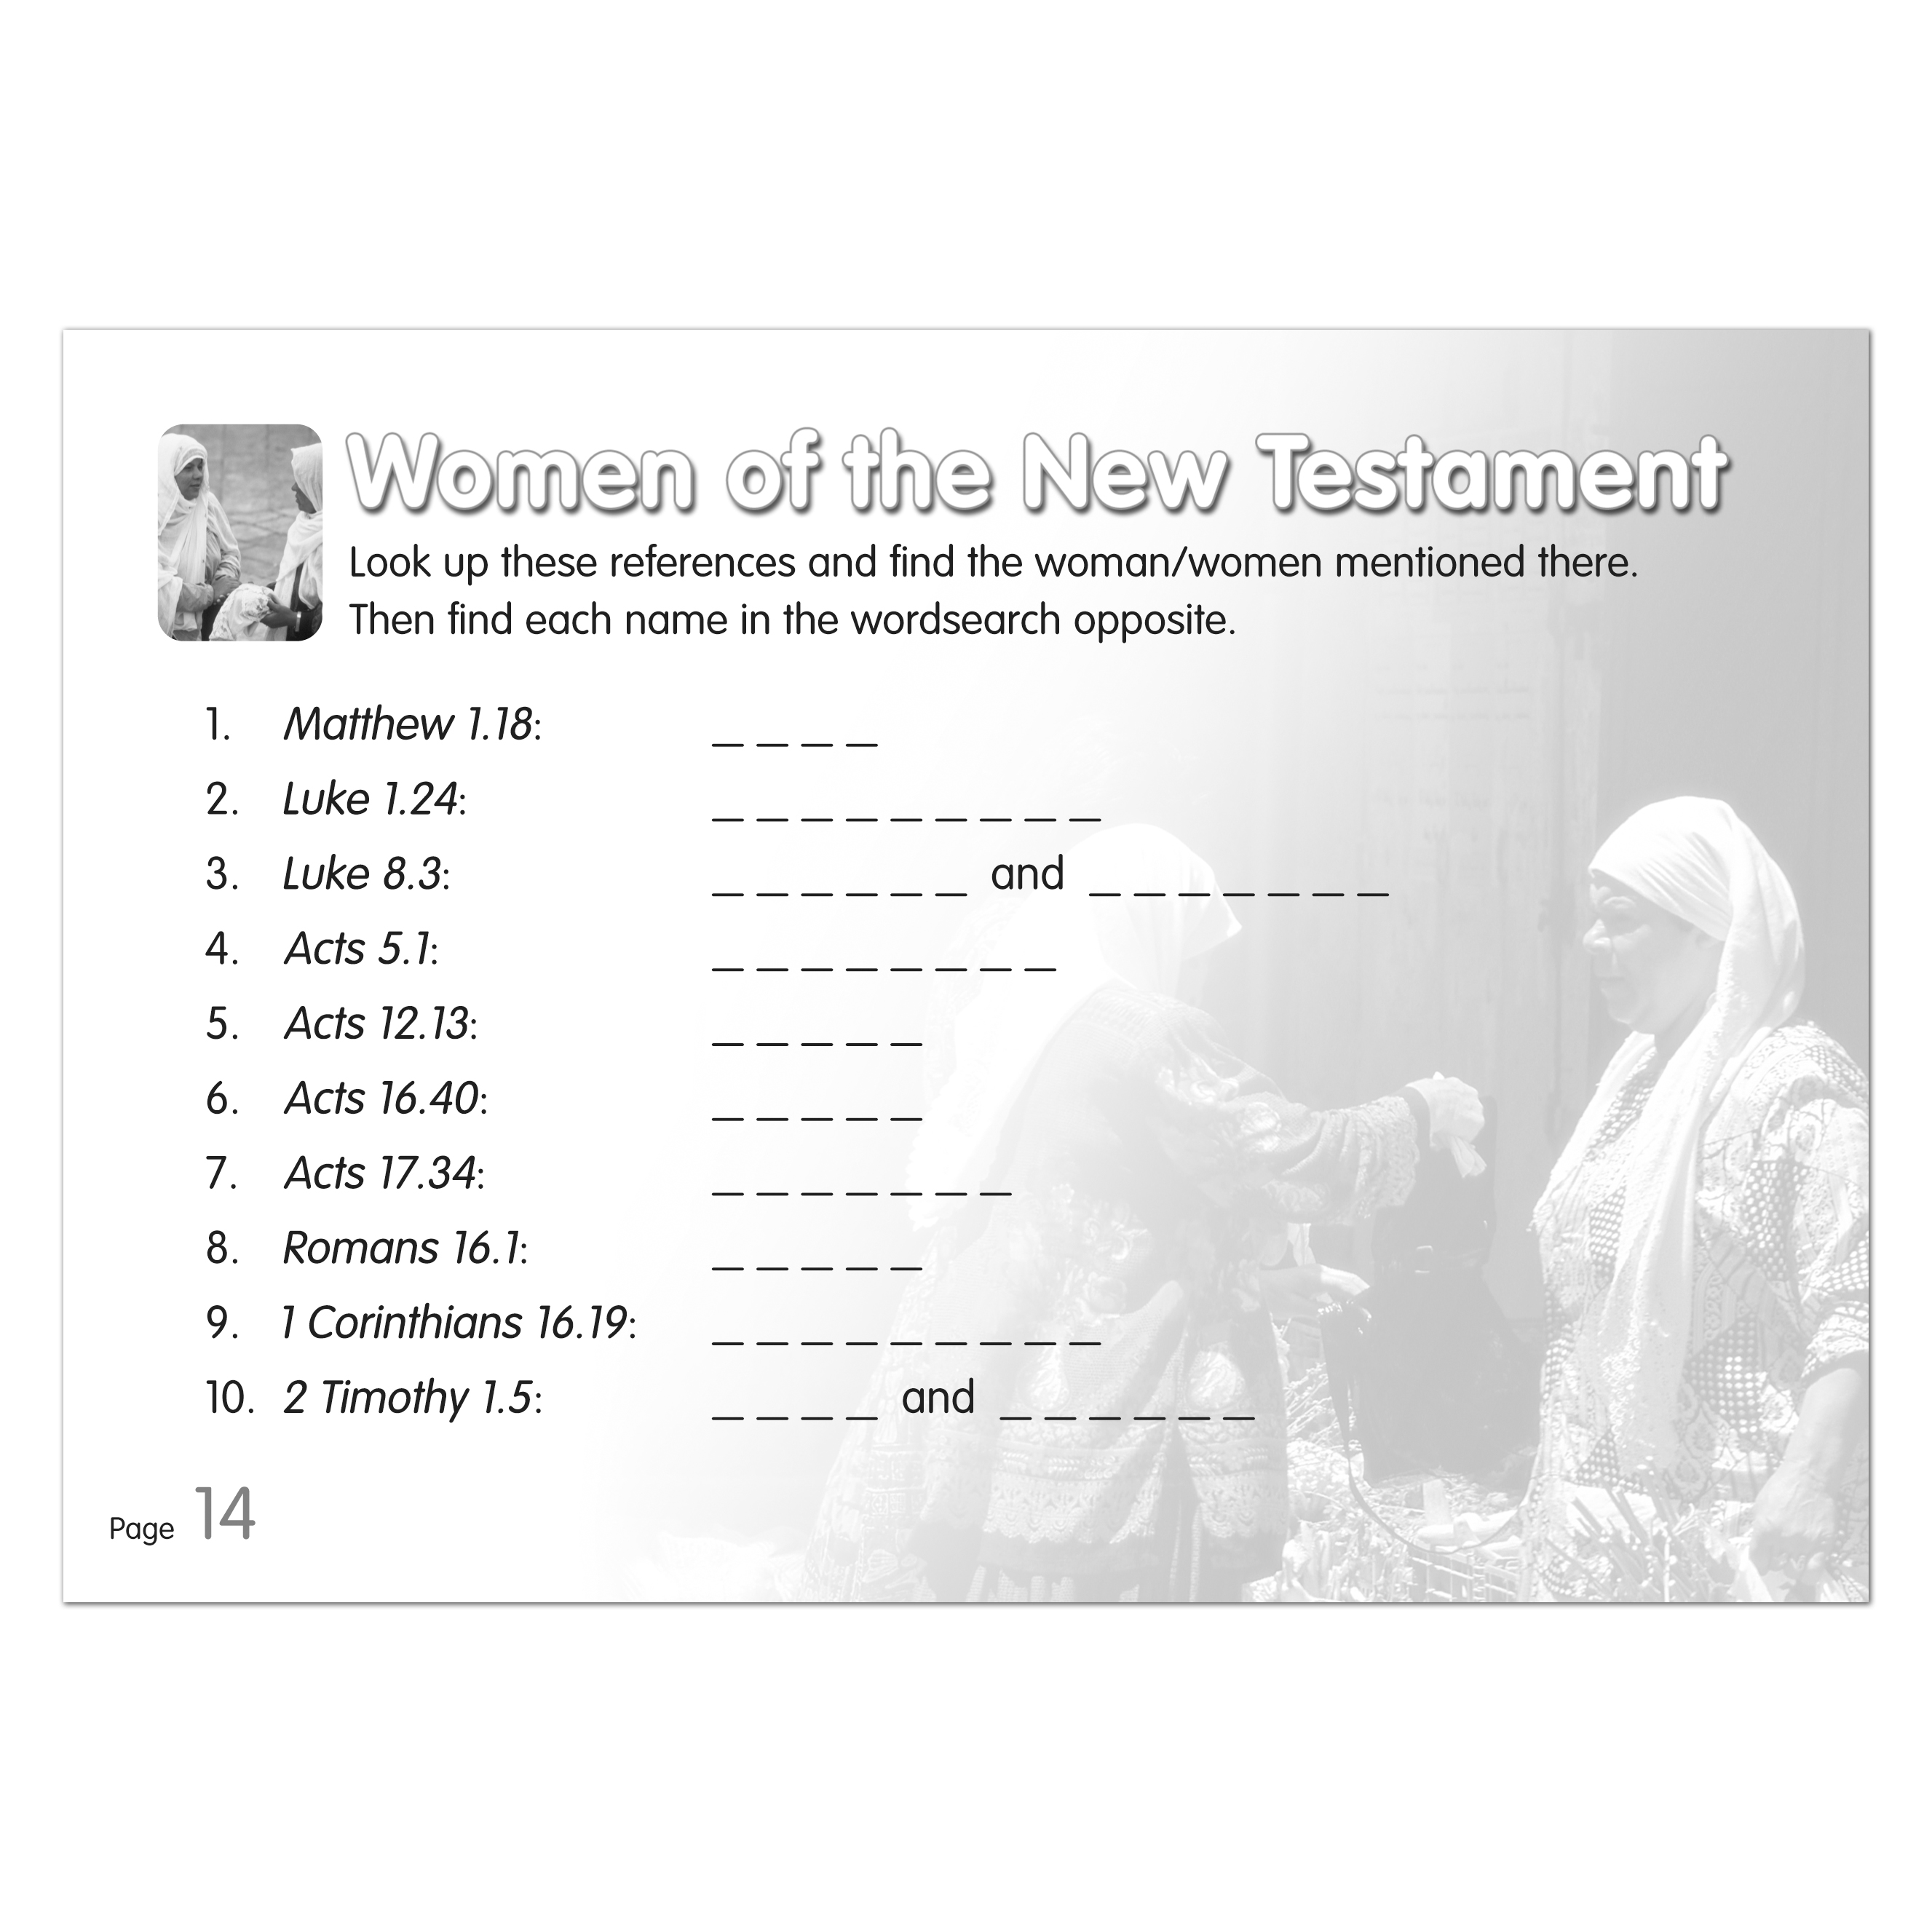 Women of the New Testament
Look up these references and find the woman/women mentioned there.
Then find each name in the wordsearch opposite.
1. Matthew 1.18: _ _ _ _
2. Luke 1.24: _ _ _ _ _ _ _ _ _
3. Luke 8.3: _ _ _ _ _ _ and _ _ _ _ _ _ _
4. Acts 5.1: _ _ _ _ _ _ _ _
5. Acts 12.13: _ _ _ _ _
6. Acts 16.40: _ _ _ _ _
7. Acts 17.34: _ _ _ _ _ _ _
8. Romans 16.1: _ _ _ _ _
9. 1 Corinthians 16.19: _ _ _ _ _ _ _ _ _
10. 2 Timothy 1.5: _ _ _ _ and _ _ _ _ _ _
Page 14